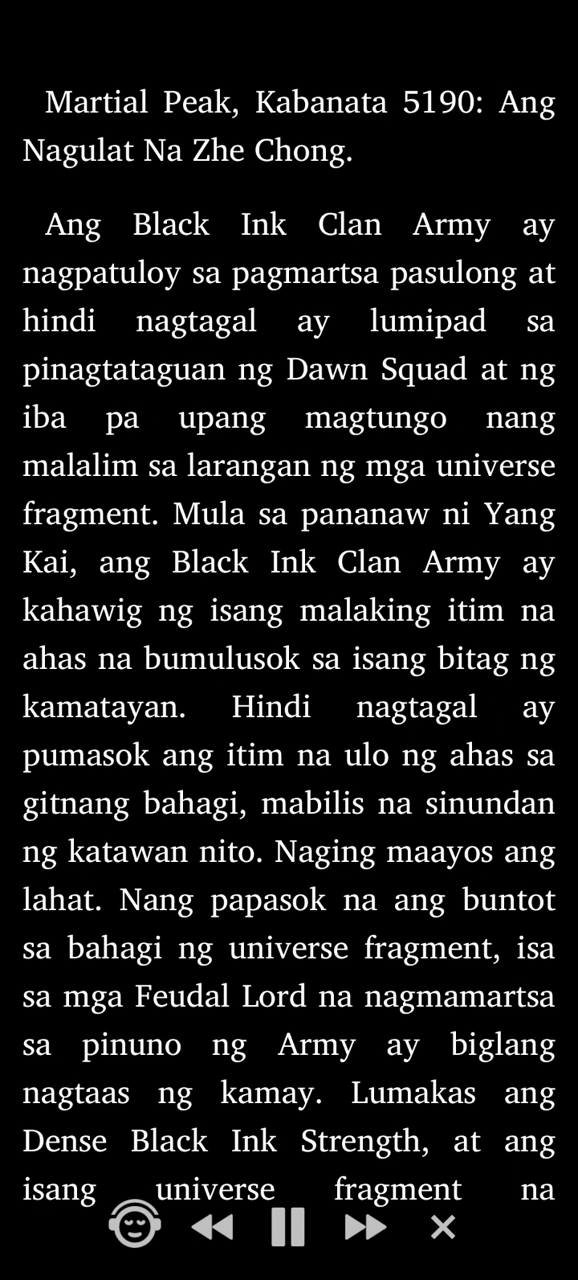 Martial Peak, Kabanata 5190: Ang
Nagulat Na Zhe Chong.
Ang Black Ink Clan Army ay
nagpatuloy sa pagmartsa pasulong at
hindi nagtagal ay lumipad sa
pinagtataguan ng Dawn Squad at ng
iba pa upang magtungo nang
malalim sa larangan ng mga universe
fragment. Mula sa pananaw ni Yang
Kai, ang Black Ink Clan Army ay
kahawig ng isang malaking itim na
ahas na bumulusok sa isang bitag ng
kamatayan. Hindi nagtagal ay
pumasok ang itim na ulo ng ahas sa
gitnang bahagi, mabilis na sinundan
ng katawan nito. Naging maayos ang
lahat. Nang papasok na ang buntot
sa bahagi ng universe fragment, isa
sa mga Feudal Lord na nagmamartsa
sa pinuno ng Army ay biglang
nagtaas ng kamay. Lumakas ang
Dense Black Ink Strength, at ang
isang universe fragment na